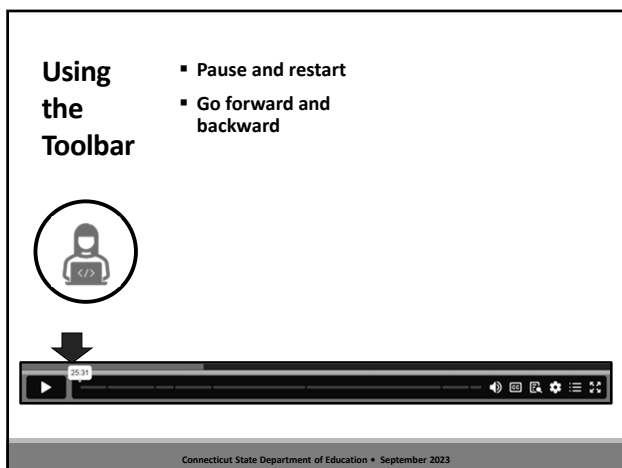 Using
the
Toolbar
▪ Pause and restart
▪ Go forward and
backward
</>
25:31
CC
Connecticut State Department of Education • September 2023